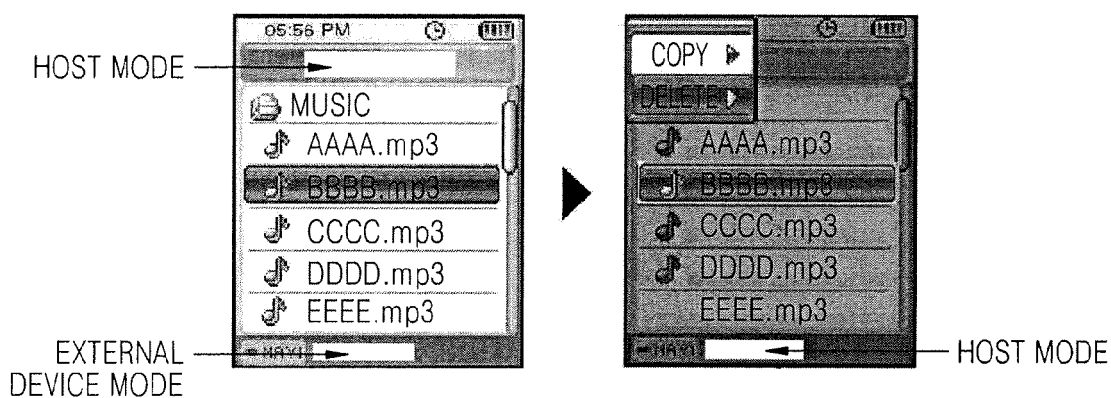 05:56 PM
HOST MODE
MUSIC
AAAA.mp3
BBBB.mp3
CCCC.mp3
DDDD.mp3
EEEE.mp3
EXTERNAL
DEVICE MODE
COPY
DELETE
AAAA.mp3
BBBB.mp3
CCCC.mp3
DDDD.mp3
EEEE.mp3
HOST MODE